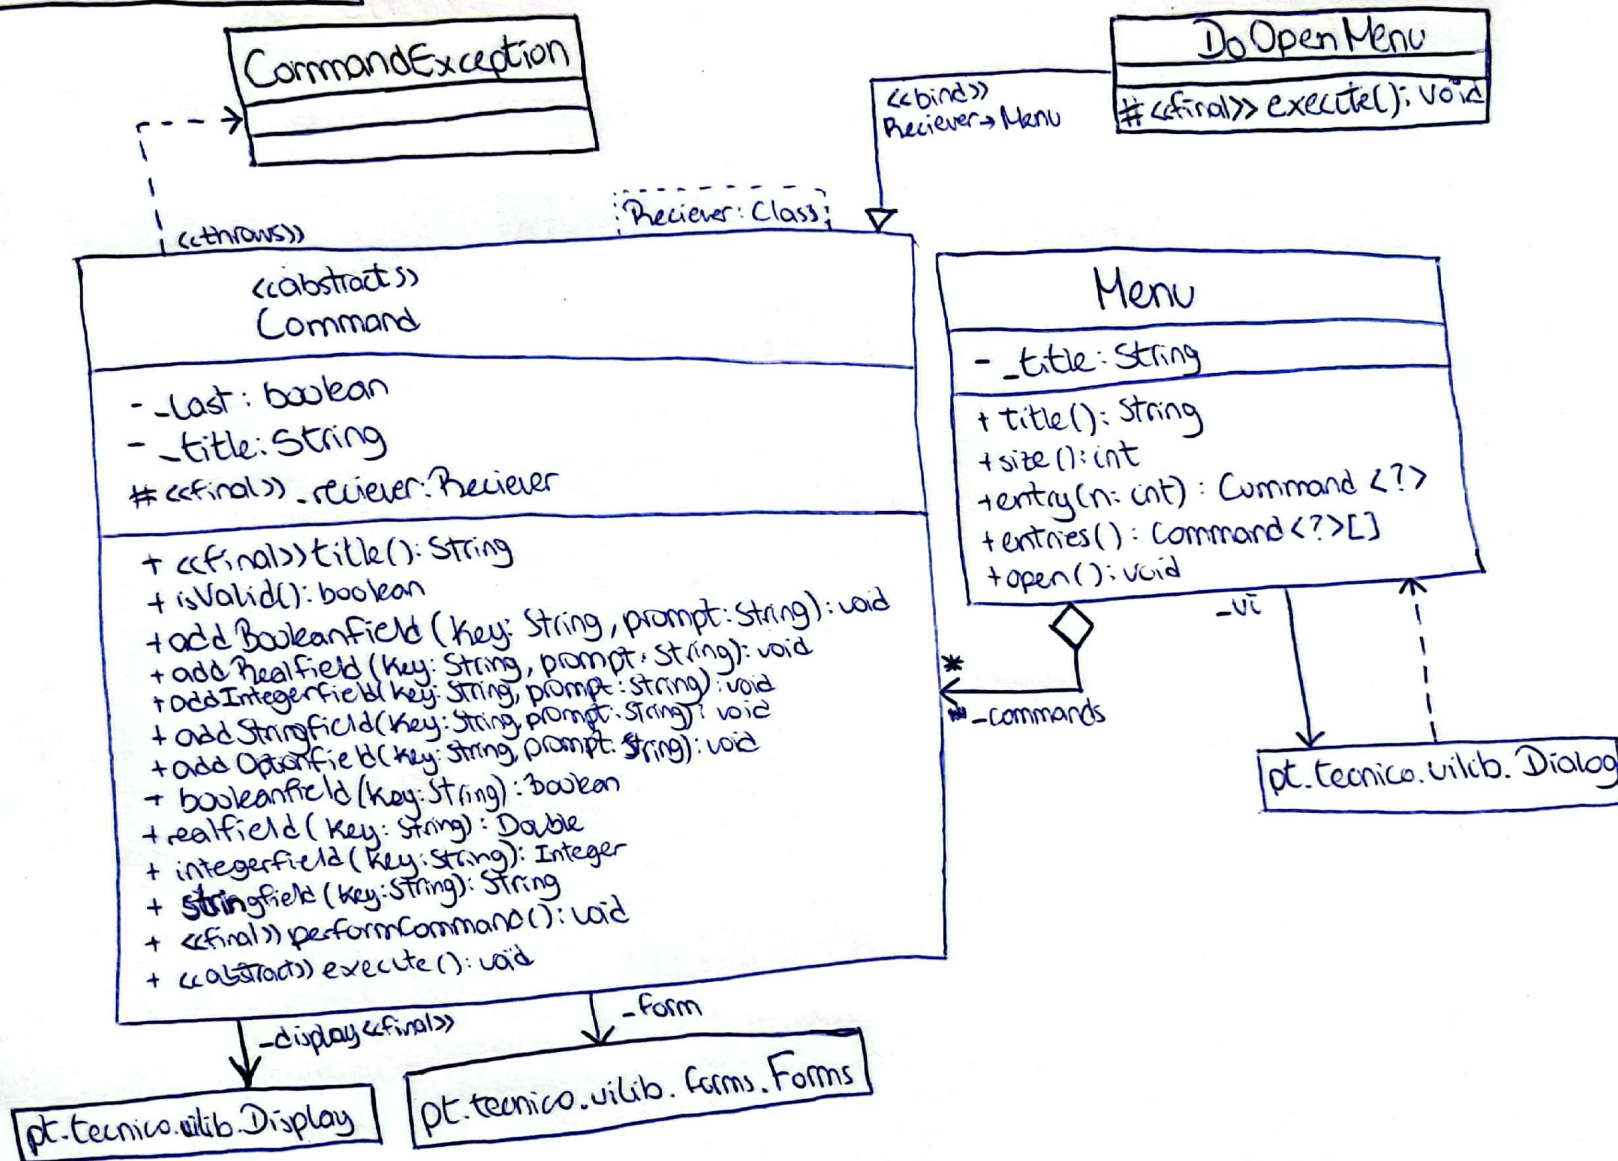 CommandException
DoOpenMenu
# <<final>> execute(): void
<<bind>>
Reciever→Menu
<<throws>>
Reciever: Class
<<abstract>>
Command
- _last: boolean
- _title: String
# <<final>> _reciever: Reciever
+ <<final>> title(): String
+ isValid(): boolean
+ addBooleanfield (key: String, prompt: String): void
+ addRealfield (key: String, prompt: String): void
+ addIntegerfield (key: String, prompt: String): void
+ addStringfield (key: String, prompt: String): void
+ addOptionfield (key: String, prompt: String): void
+ booleanfield (key: String): boolean
+ realfield (key: String): Double
+ integerfield (key: String): Integer
+ stringfield (key: String): String
+ <<final>> performCommand(): void
+ <<abstract>> execute(): void
Menu
- _title: String
+ title(): String
+ size(): int
+ entry(n: int): Command <?>
+ entries(): Command <?>[]
+ open(): void
*
_commands
_ui
pt.tecnico.uilib.Dialog
_display <<final>>
_form
pt.tecnico.uilib.Display
pt.tecnico.uilib.forms.Forms